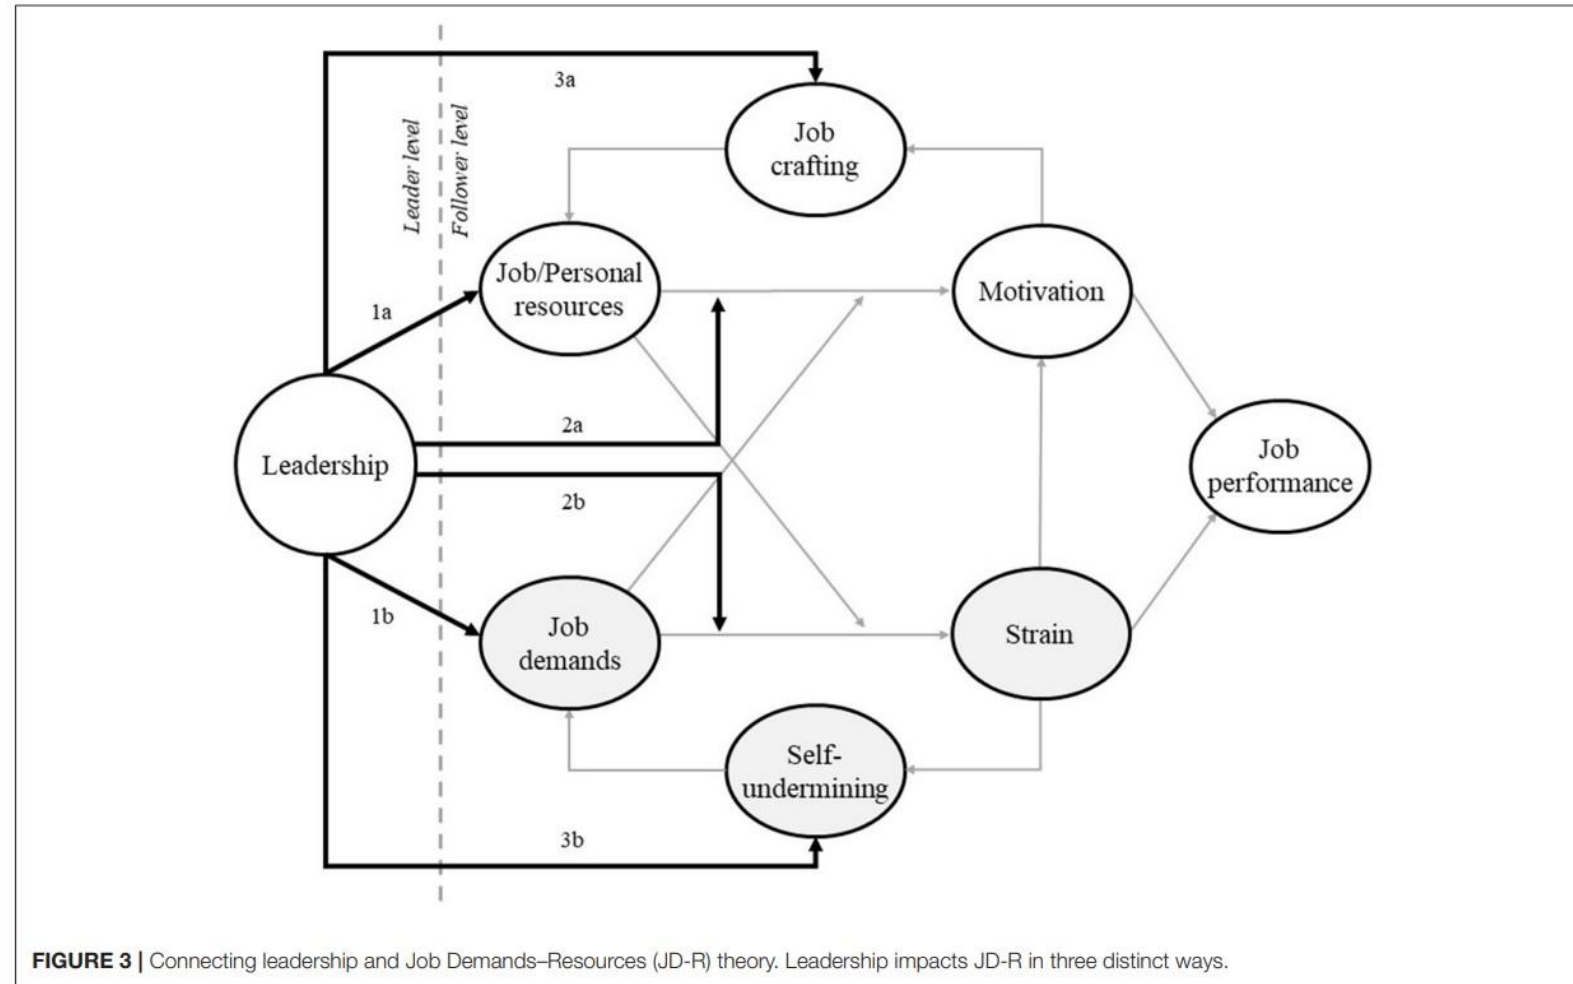 3a
Leader level
Follower level
Job
crafting
Job/Personal
resources
Motivation
1a
2a
Leadership
Job
performance
2b
1b
Job
demands
Strain
Self-
undermining
3b
FIGURE 3 | Connecting leadership and Job Demands–Resources (JD-R) theory. Leadership impacts JD-R in three distinct ways.